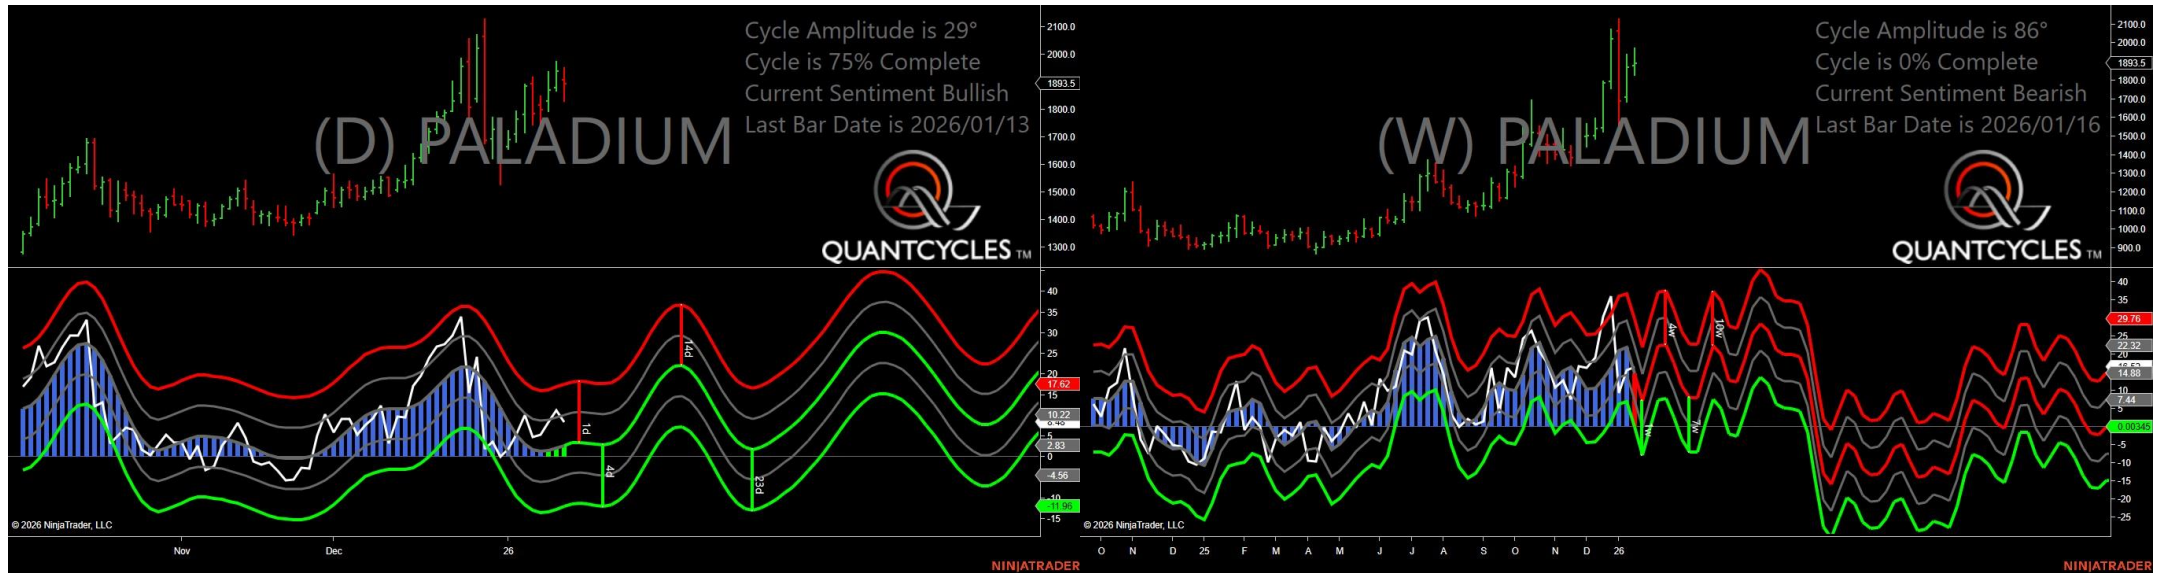 Cycle Amplitude is 29°
Cycle is 75% Complete
Current Sentiment Bullish
Last Bar Date is 2026/01/13
(D) PALADIUM
QUANTCYCLES TM
2100.0
2000.0
1893.5
1800.0
1700.0
1600.0
1500.0
1400.0
1300.0
40
35
30
25
20
17.62
15
10.22
5
2.83
0
-4.56
-10
-11.96
-15
1d
4d
14d
23d
© 2026 NinjaTrader, LLC
Nov
Dec
26
NINJATRADER
Cycle Amplitude is 86°
Cycle is 0% Complete
Current Sentiment Bearish
Last Bar Date is 2026/01/16
(W) PALADIUM
QUANTCYCLES TM
2100.0
2000.0
1893.5
1800.0
1700.0
1600.0
1500.0
1400.0
1300.0
1200.0
1100.0
1000.0
900.0
40
35
29.76
25
22.32
20
14.88
10
7.44
5
0.00345
-5
-10
-15
-20
-25
1w
4w
7w
10w
© 2026 NinjaTrader, LLC
O
N
D
25
F
M
A
M
J
J
A
S
O
N
D
26
NINJATRADER